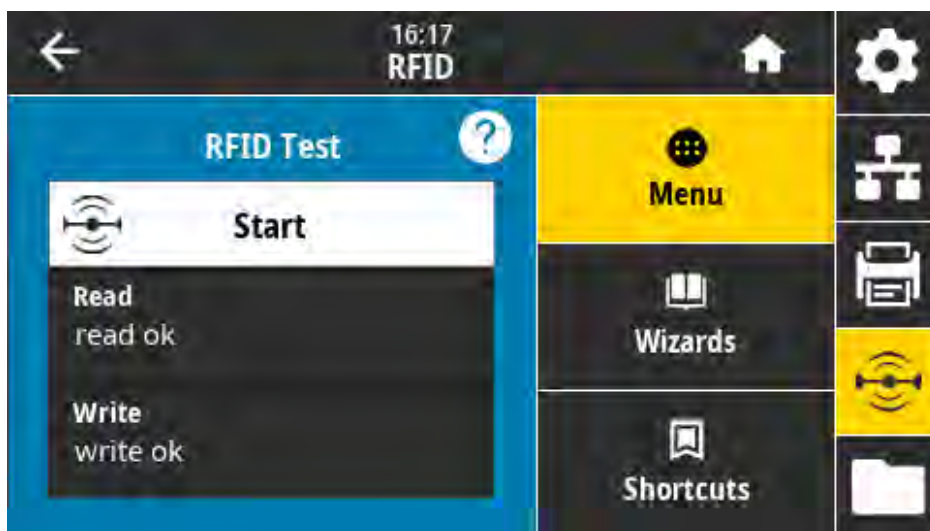 16:17
RFID
RFID Test
?
Start
Read
read ok
Write
write ok
Menu
Wizards
Shortcuts